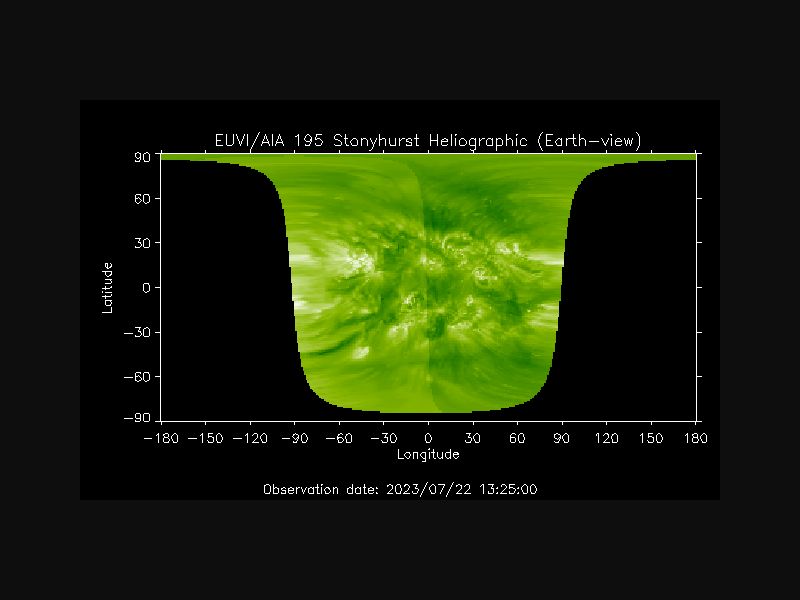 EUVI/AIA 195 Stonyhurst Heliographic (Earth-view)
90
60
30
0
-30
-60
-90
Latitude
-180 -150 -120 -90 -60 -30 0 30 60 90 120 150 180
Longitude
Observation date: 2023/07/22 13:25:00